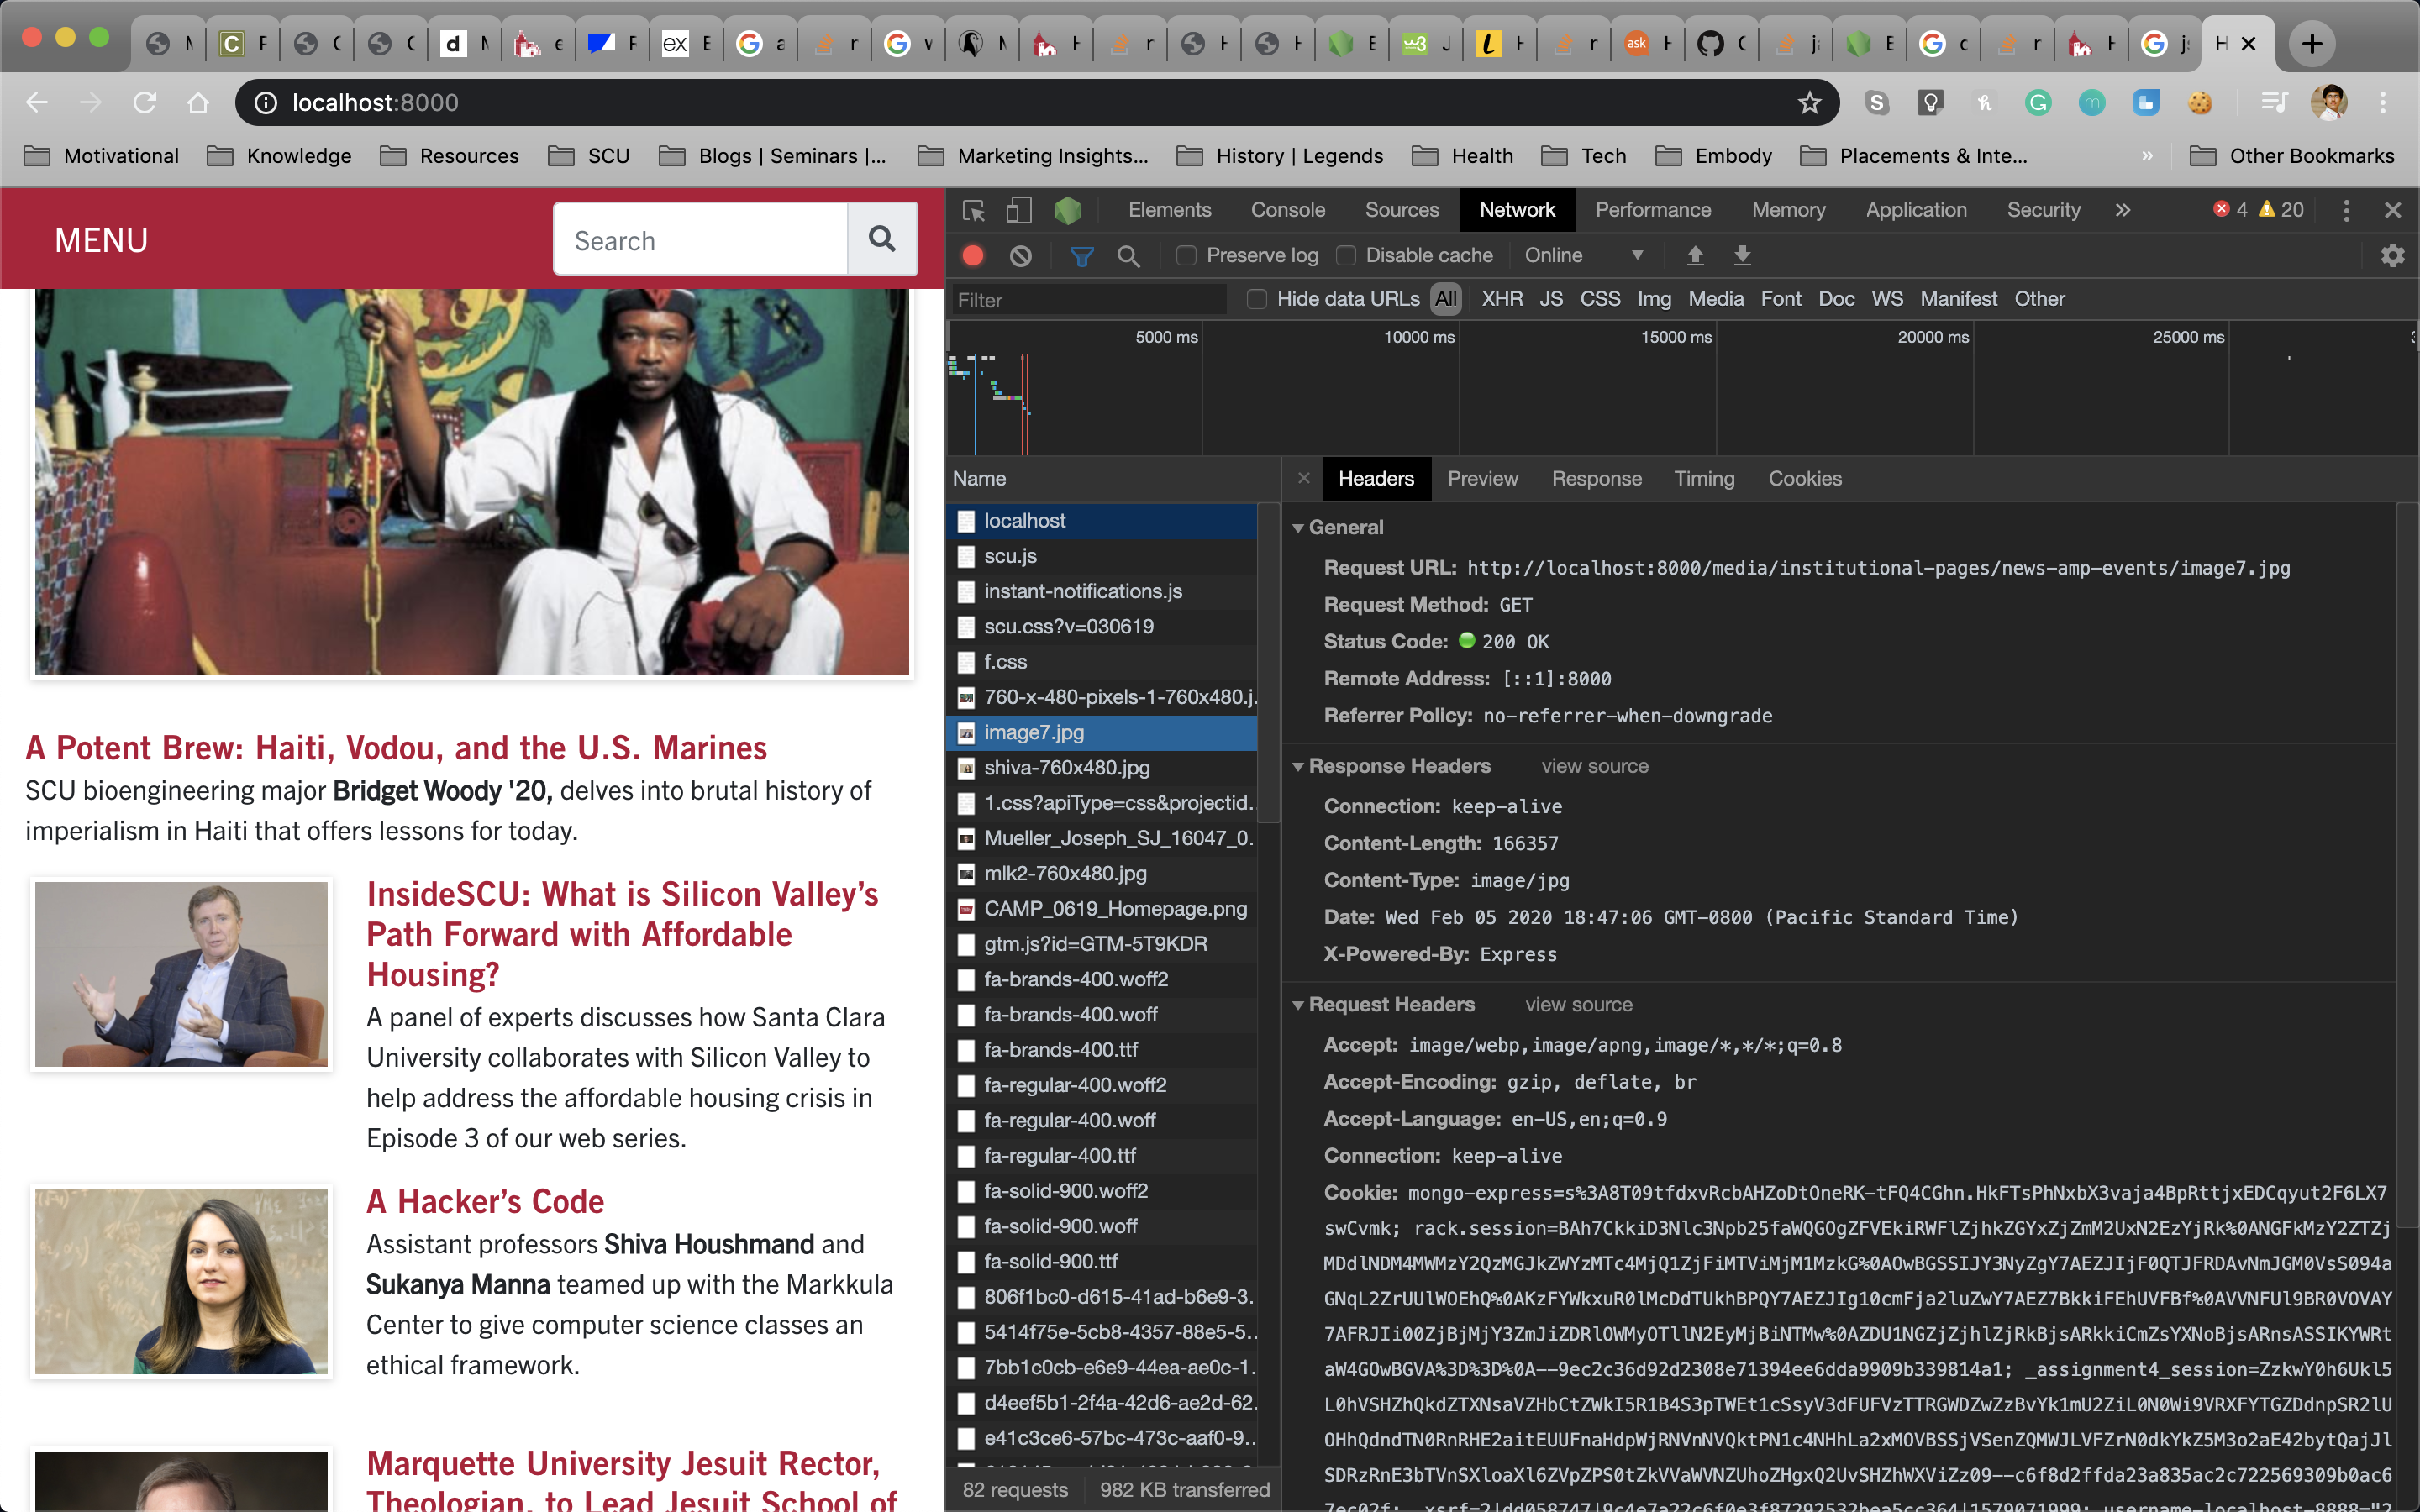 localhost:8000
Motivational
Knowledge
Resources
SCU
Blogs | Seminars |...
Marketing Insights...
History | Legends
Health
Tech
Embody
Placements & Inte...
»
Other Bookmarks
MENU
Search
A Potent Brew: Haiti, Vodou, and the U.S. Marines
SCU bioengineering major Bridget Woody '20, delves into brutal history of
imperialism in Haiti that offers lessons for today.
InsideSCU: What is Silicon Valley's
Path Forward with Affordable
Housing?
A panel of experts discusses how Santa Clara
University collaborates with Silicon Valley to
help address the affordable housing crisis in
Episode 3 of our web series.
A Hacker's Code
Assistant professors Shiva Houshmand and
Sukanya Manna teamed up with the Markkula
Center to give computer science classes an
ethical framework.
Marquette University Jesuit Rector,
Theologian, to Lead Jesuit School of
Elements Console Sources Network Performance Memory Application Security » 4 20
Preserve log Disable cache Online
Filter Hide data URLs All XHR JS CSS Img Media Font Doc WS Manifest Other
5000 ms 10000 ms 15000 ms 20000 ms 25000 ms
Name
localhost
scu.js
instant-notifications.js
scu.css?v=030619
f.css
760-x-480-pixels-1-760x480.j.
image7.jpg
shiva-760x480.jpg
1.css?apiType=css&projectid.
Mueller_Joseph_SJ_16047_0.
mlk2-760x480.jpg
CAMP_0619_Homepage.png
gtm.js?id=GTM-5T9KDR
fa-brands-400.woff2
fa-brands-400.woff
fa-brands-400.ttf
fa-regular-400.woff2
fa-regular-400.woff
fa-regular-400.ttf
fa-solid-900.woff2
fa-solid-900.woff
fa-solid-900.ttf
806f1bc0-d615-41ad-b6e9-3.
5414f75e-5cb8-4357-88e5-5..
7bb1c0cb-e6e9-44ea-ae0c-1.
d4eef5b1-2f4a-42d6-ae2d-62.
e41c3ce6-57bc-473c-aaf0-9..
82 requests 982 KB transferred
Headers Preview Response Timing Cookies
General
Request URL: http://localhost:8000/media/institutional-pages/news-amp-events/image7.jpg
Request Method: GET
Status Code: 200 OK
Remote Address: [::1]:8000
Referrer Policy: no-referrer-when-downgrade
Response Headers view source
Connection: keep-alive
Content-Length: 166357
Content-Type: image/jpg
Date: Wed Feb 05 2020 18:47:06 GMT-0800 (Pacific Standard Time)
X-Powered-By: Express
Request Headers view source
Accept: image/webp,image/apng,image/*,*/*;q=0.8
Accept-Encoding: gzip, deflate, br
Accept-Language: en-US,en;q=0.9
Connection: keep-alive
Cookie: mongo-express=